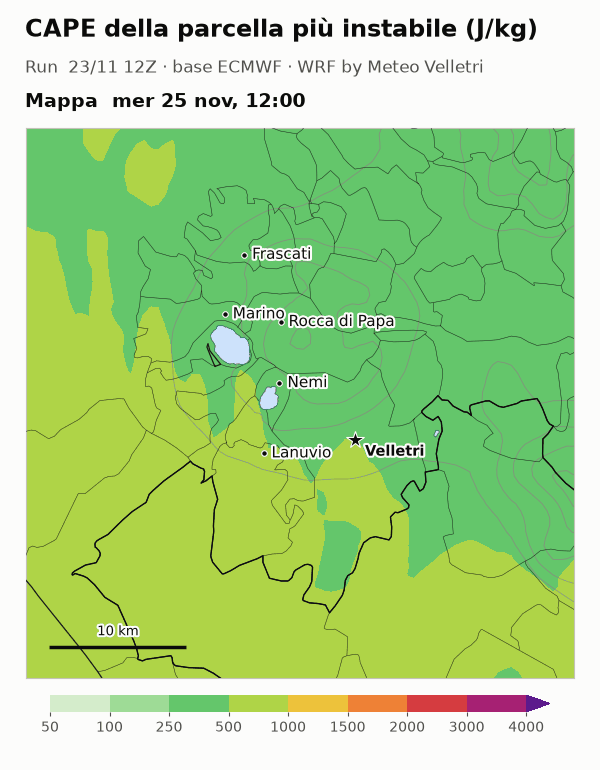 CAPE della parcella più instabile (J/kg)
Run  23/11 12Z · base ECMWF · WRF by Meteo Velletri
Mappa  mer 25 nov, 12:00
Frascati
Marino
Rocca di Papa
Nemi
Velletri
Lanuvio
10 km
50 100 250 500 1000 1500 2000 3000 4000